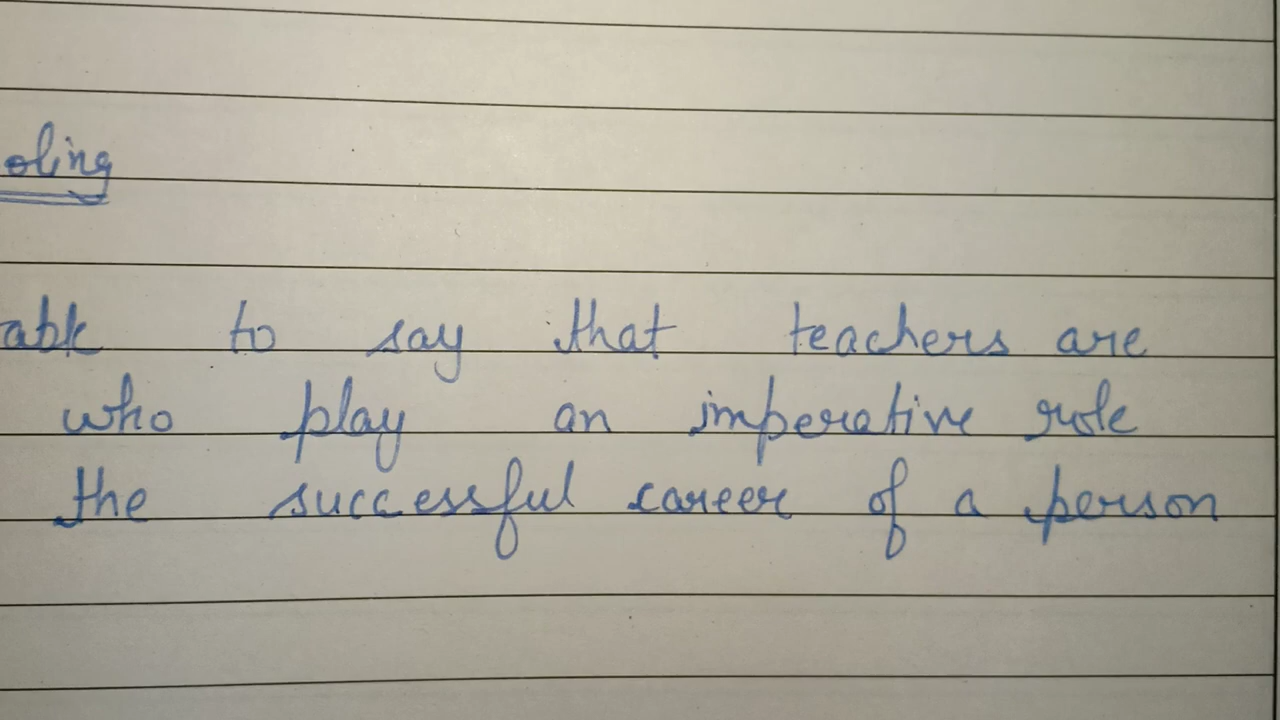 oling
able to say that teachers are
who play an imperative role
the successful career of a person